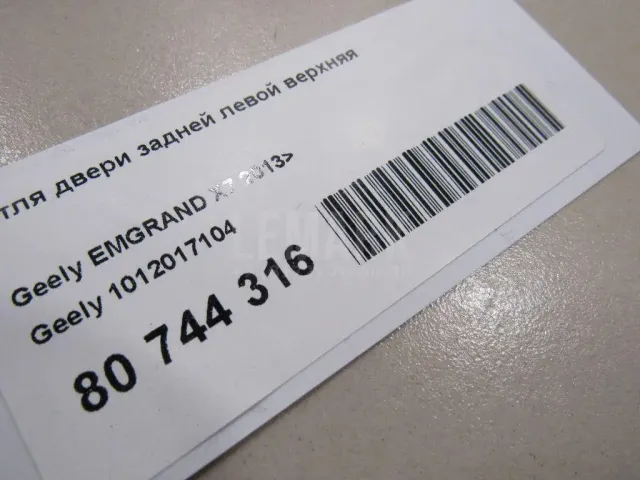 тля двери задней левой верхняя
Geely EMGRAND X7 2013>
Geely 1012017104
80 744 316